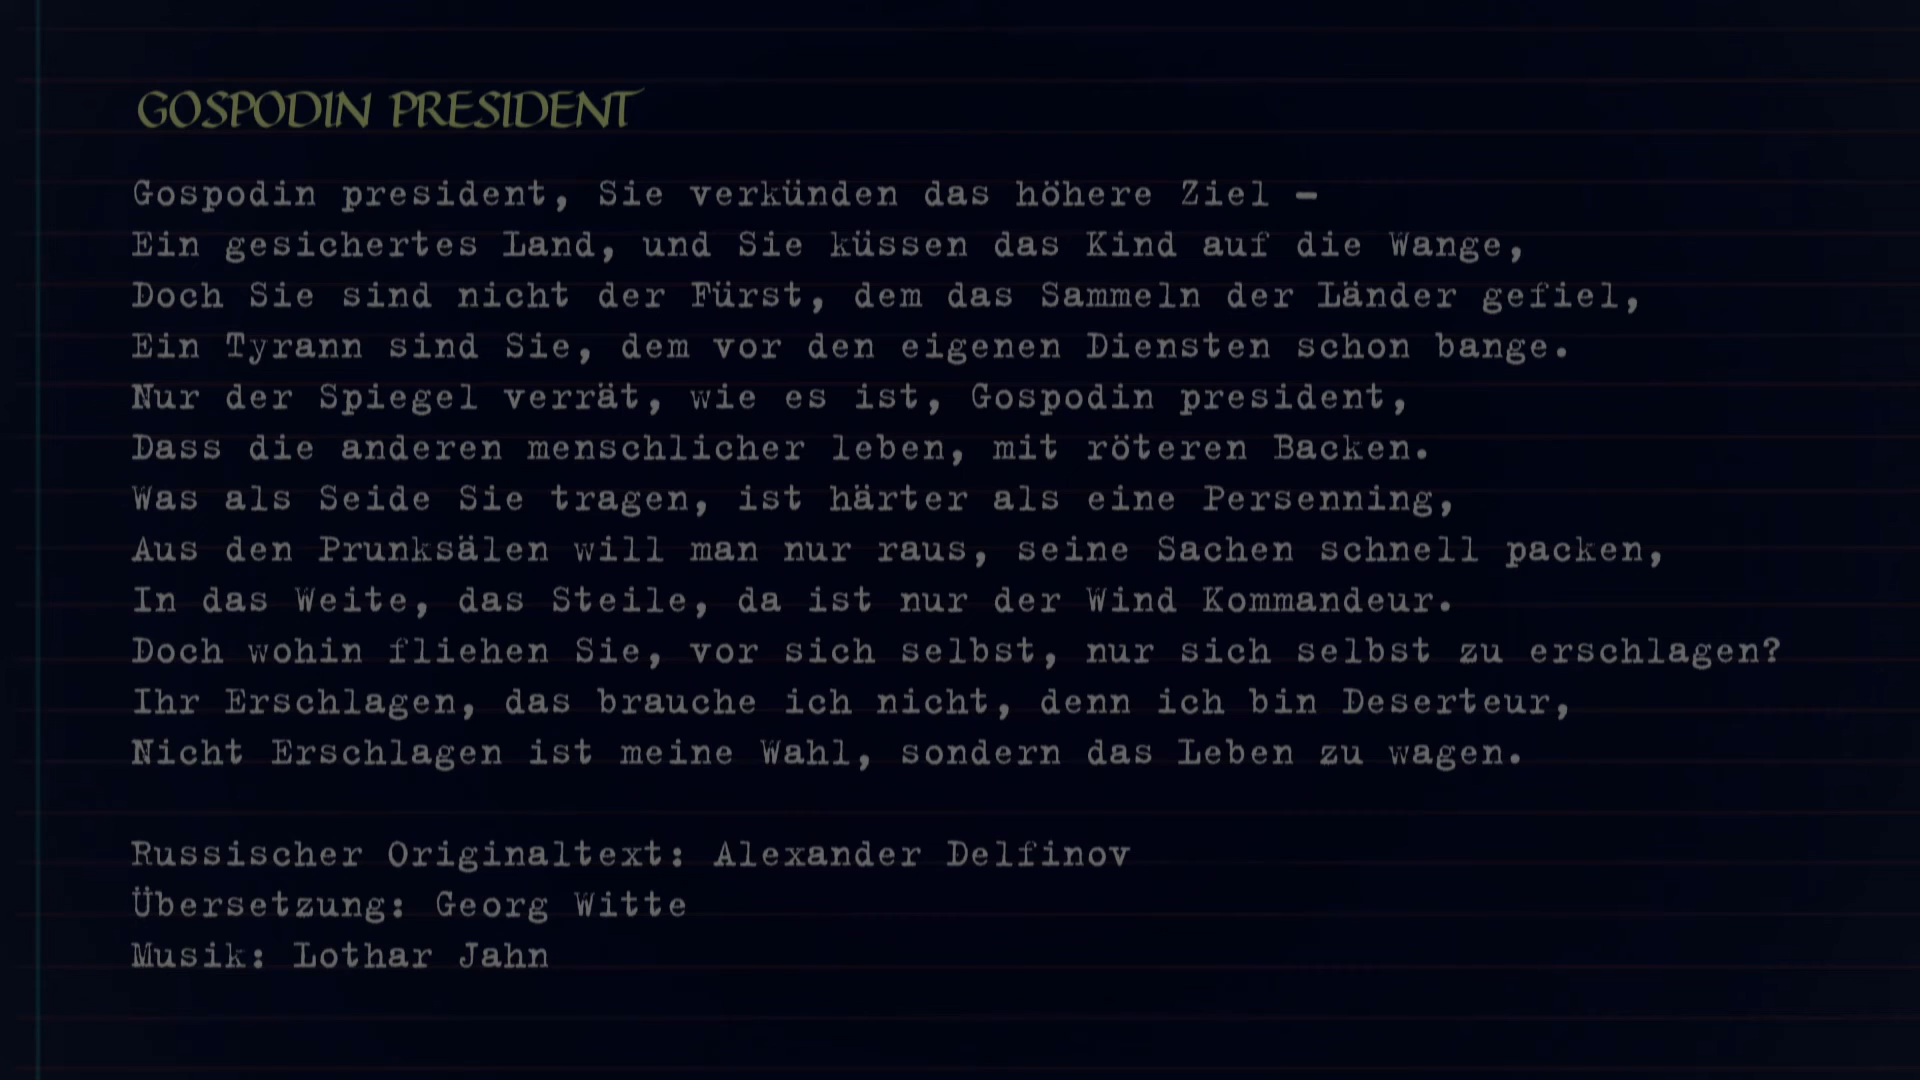 GOSPODIN PRESIDENT
Gospodin president, Sie verkünden das höhere Ziel –
Ein gesichertes Land, und Sie küssen das Kind auf die Wange,
Doch Sie sind nicht der Fürst, dem das Sammeln der Länder gefiel,
Ein Tyrann sind Sie, dem vor den eigenen Diensten schon bange.
Nur der Spiegel verrät, wie es ist, Gospodin president,
Dass die anderen menschlicher leben, mit röteren Backen.
Was als Seide Sie tragen, ist härter als eine Persenning,
Aus den Prunksälen will man nur raus, seine Sachen schnell packen,
In das Weite, das Steile, da ist nur der Wind Kommandeur.
Doch wohin fliehen Sie, vor sich selbst, nur sich selbst zu erschlagen?
Ihr Erschlagen, das brauche ich nicht, denn ich bin Deserteur,
Nicht Erschlagen ist meine Wahl, sondern das Leben zu wagen.
Russischer Originaltext: Alexander Delfinov
Übersetzung: Georg Witte
Musik: Lothar Jahn